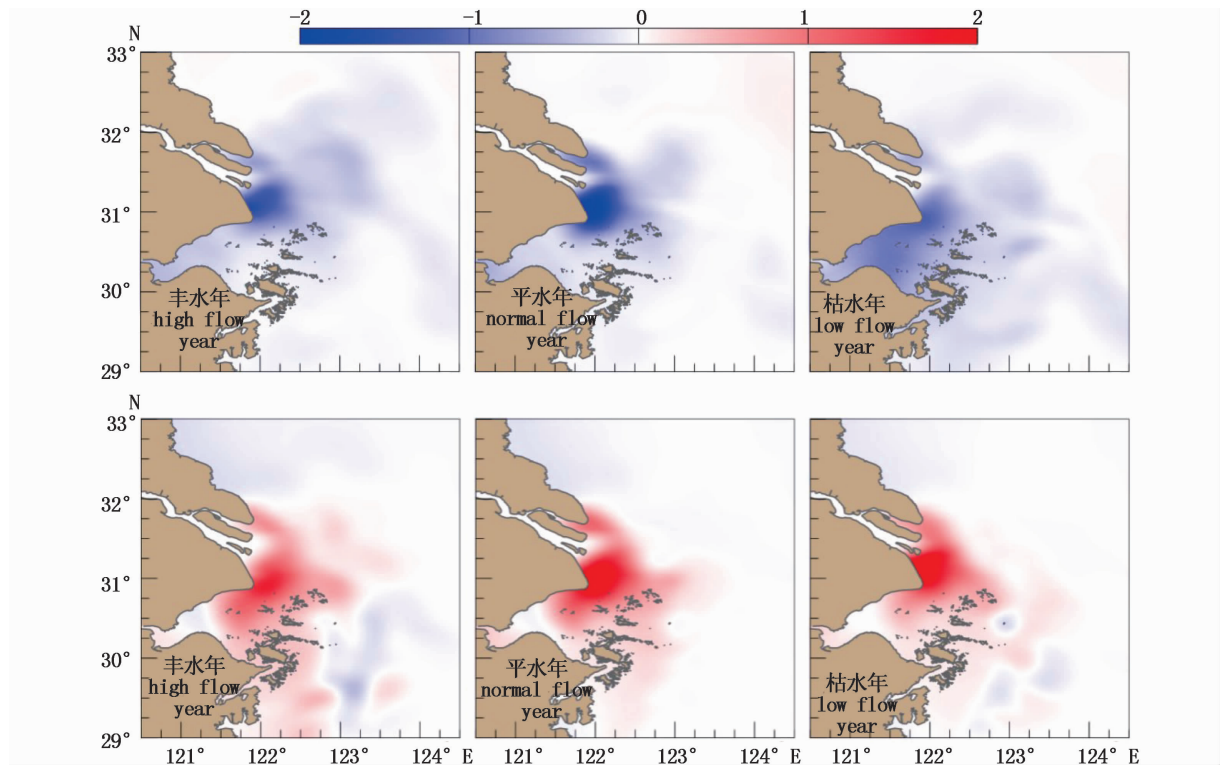 -2 -1 0 1 2
N
33°
32°
31°
30°
29°
丰水年
high flow
year
平水年
normal flow
year
枯水年
low flow
year
N
33°
32°
31°
30°
29°
丰水年
high flow
year
平水年
normal flow
year
枯水年
low flow
year
121° 122° 123° 124° E 121° 122° 123° 124° E 121° 122° 123° 124° E